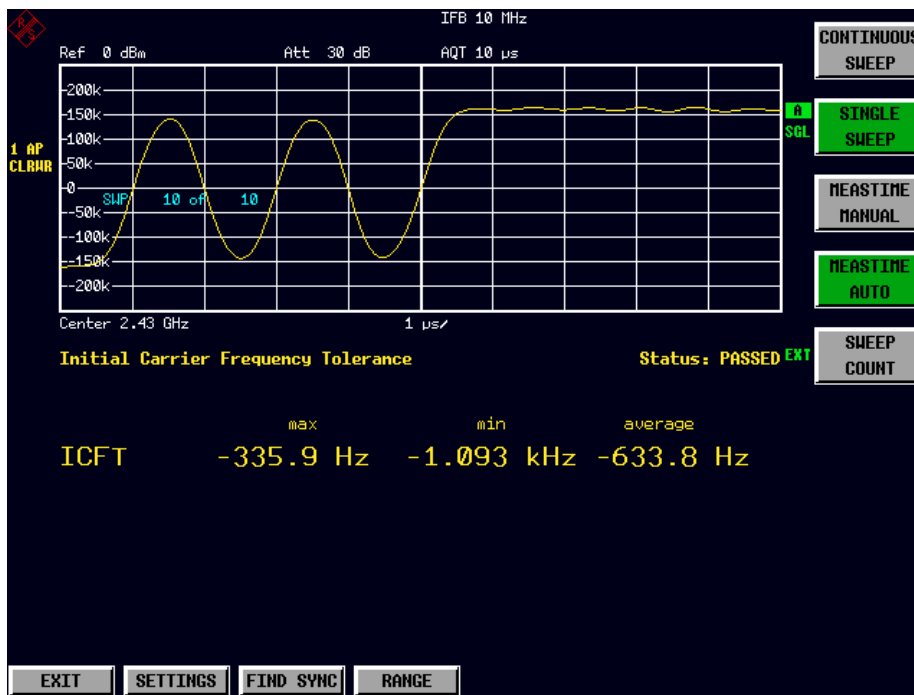 R&S
IFB 10 MHz
Ref 0 dBm Att 30 dB AQT 10 µs
200k
150k
100k
50k
0
-50k
-100k
-150k
-200k
1 AP
CLRWR
SWP 10 of 10
A
SGL
Center 2.43 GHz 1 µs/
Initial Carrier Frequency Tolerance Status: PASSED
EXT
max min average
ICFT -335.9 Hz -1.093 kHz -633.8 Hz
CONTINUOUS
SWEEP
SINGLE
SWEEP
MEASTIME
MANUAL
MEASTIME
AUTO
SWEEP
COUNT
EXIT SETTINGS FIND SYNC RANGE